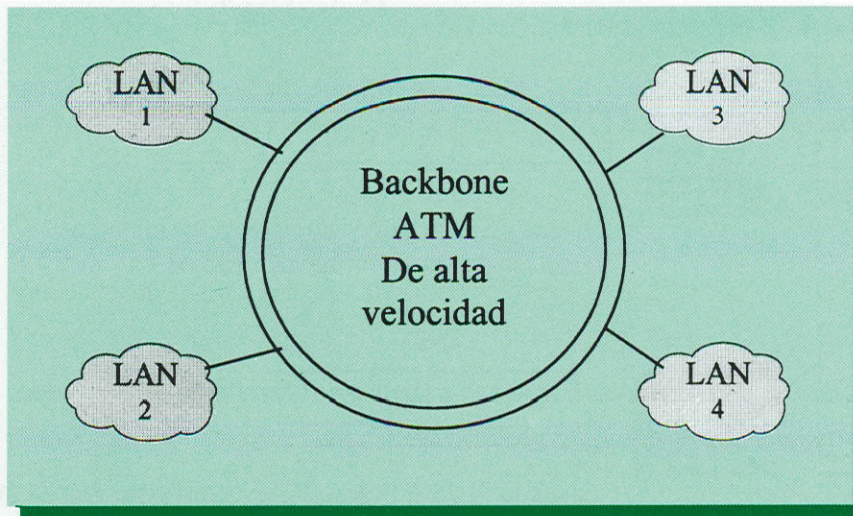 LAN
1
LAN
3
Backbone
ATM
De alta
velocidad
LAN
2
LAN
4